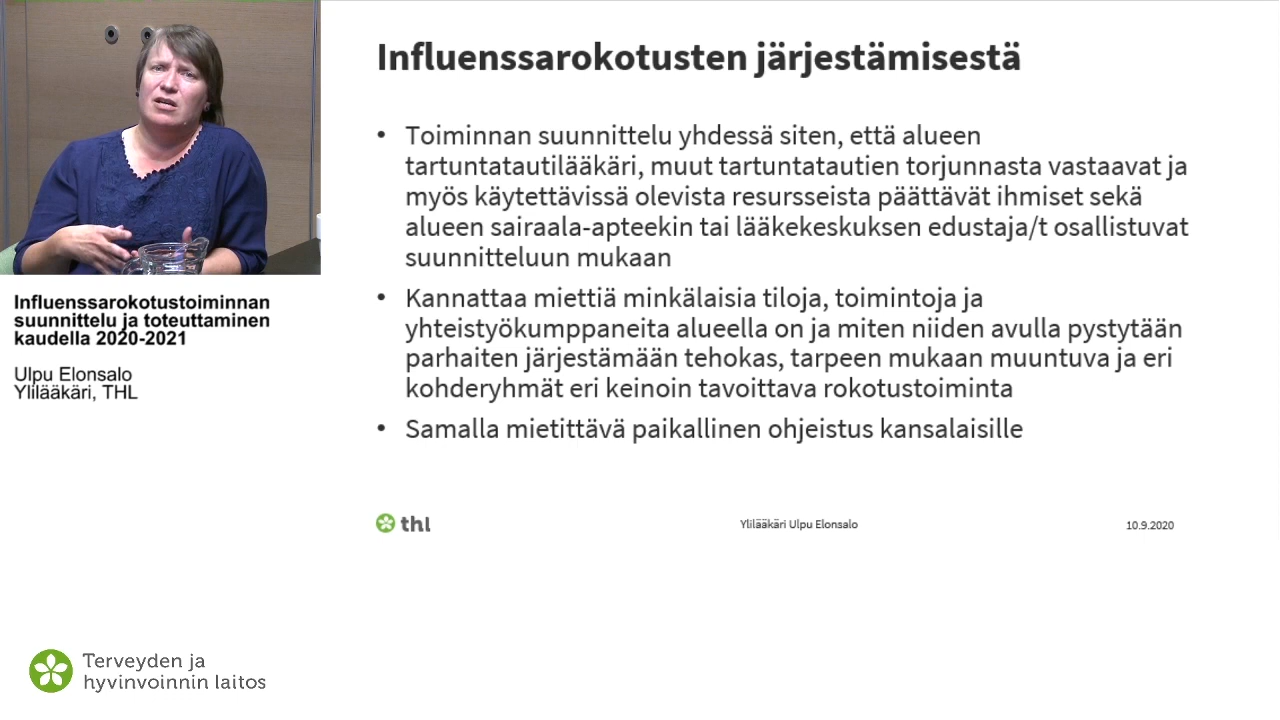 Influenssarokotusten järjestämisestä
• Toiminnan suunnittelu yhdessä siten, että alueen
tartuntatautilääkäri, muut tartuntatautien torjunnasta vastaavat ja
myös käytettävissä olevista resursseista päättävät ihmiset sekä
alueen sairaala-apteekin tai lääkekeskuksen edustaja/t osallistuvat
suunnitteluun mukaan
• Kannattaa miettiä minkälaisia tiloja, toimintoja ja
yhteistyökumppaneita alueella on ja miten niiden avulla pystytään
parhaiten järjestämään tehokas, tarpeen mukaan muuntuva ja eri
kohderyhmät eri keinoin tavoittava rokotustoiminta
• Samalla mietittävä paikallinen ohjeistus kansalaisille
thl
Ylilääkäri Ulpu Elonsalo
10.9.2020
Influenssarokotustoiminnan
suunnittelu ja toteuttaminen
kaudella 2020-2021
Ulpu Elonsalo
Ylilääkäri, THL
Terveyden ja
hyvinvoinnin laitos